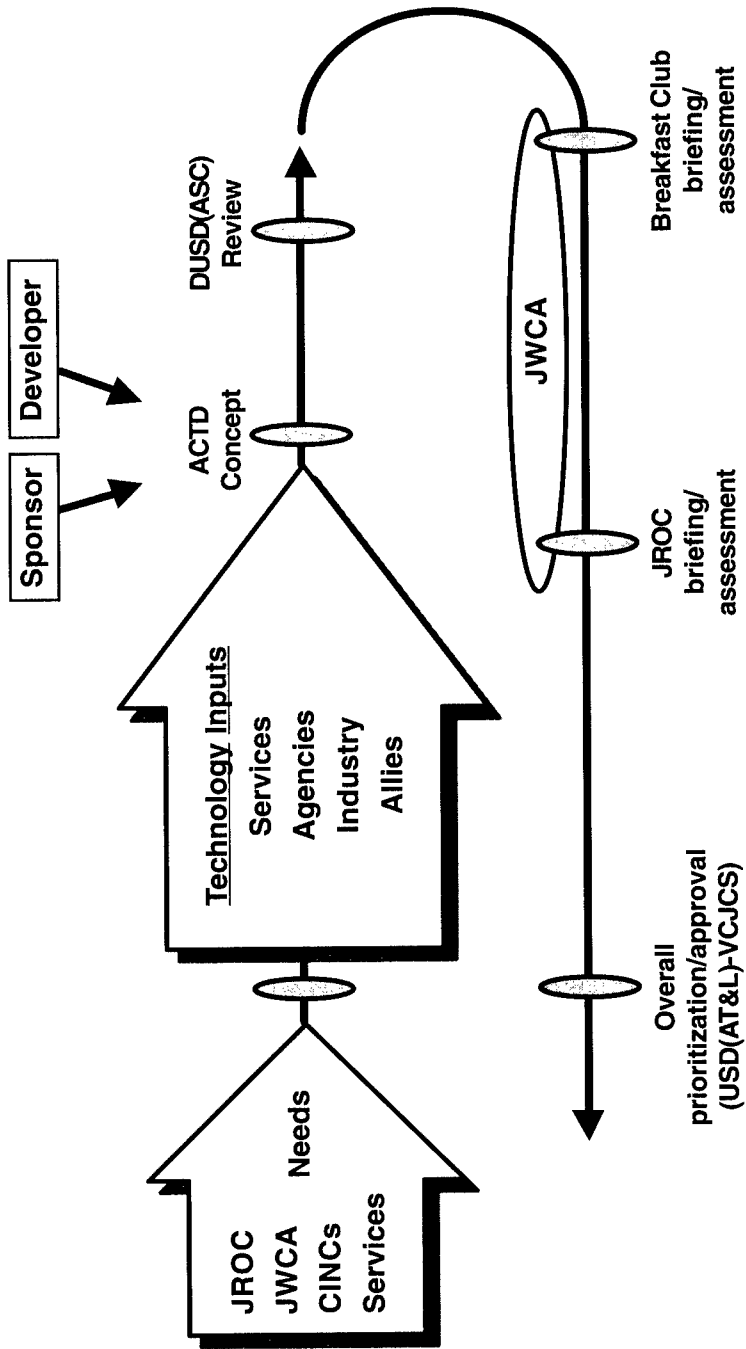 Sponsor
Developer
JROC
JWCA
CINCs
Services
Needs
Technology Inputs
Services
Agencies
Industry
Allies
ACTD
Concept
DUSD(ASC)
Review
JWCA
Breakfast Club
briefing/
assessment
JROC
briefing/
assessment
Overall
prioritization/approval
(USD(AT&L)-VCJCS)